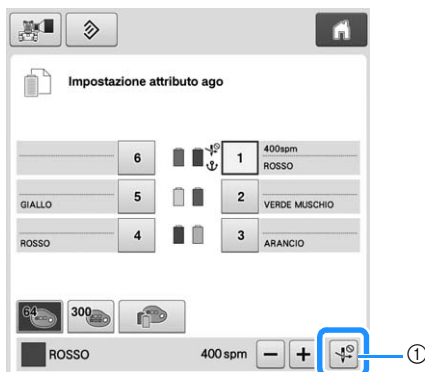 Impostazione attributo ago
6
1
400spm
ROSSO
GIALLO
5
2
VERDE MUSCHIO
ROSSO
4
3
ARANCIO
64
300
ROSSO
400 spm
①